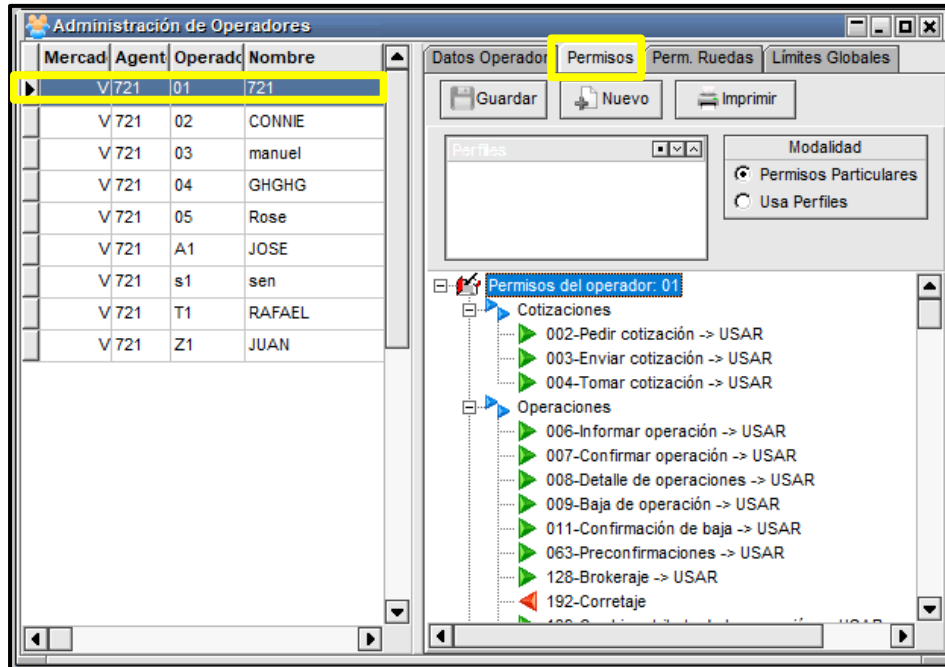 Administración de Operadores
Mercad Agent Operadc Nombre
V 721 01 721
V 721 02 CONNIE
V 721 03 manuel
V 721 04 GHGHG
V 721 05 Rose
V 721 A1 JOSE
V 721 s1 sen
V 721 T1 RAFAEL
V 721 Z1 JUAN
Datos Operador Permisos Perm. Ruedas Límites Globales
Guardar Nuevo Imprimir
Perfiles
Modalidad
Permisos Particulares
Usa Perfiles
Permisos del operador: 01
Cotizaciones
002-Pedir cotización -> USAR
003-Enviar cotización -> USAR
004-Tomar cotización -> USAR
Operaciones
006-Informar operación -> USAR
007-Confirmar operación -> USAR
008-Detalle de operaciones -> USAR
009-Baja de operación -> USAR
011-Confirmación de baja -> USAR
063-Preconfirmaciones -> USAR
128-Brokeraje -> USAR
192-Corretaje